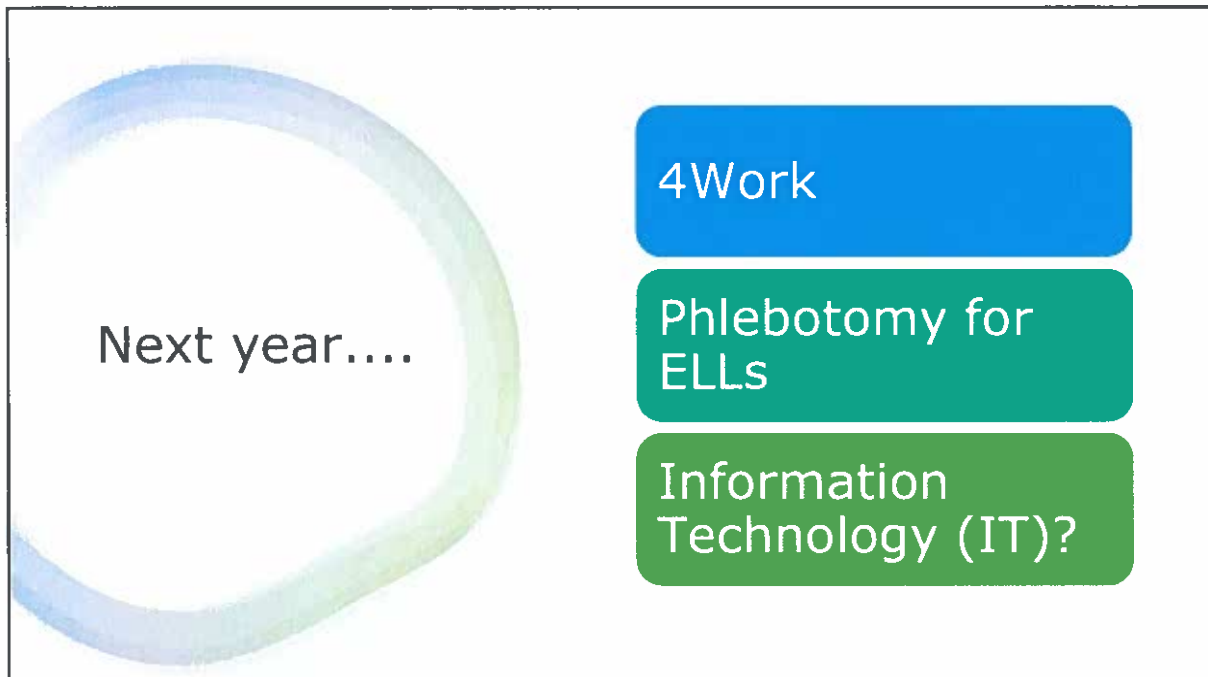 Next year....
4Work
Phlebotomy for
ELLs
Information
Technology (IT)?